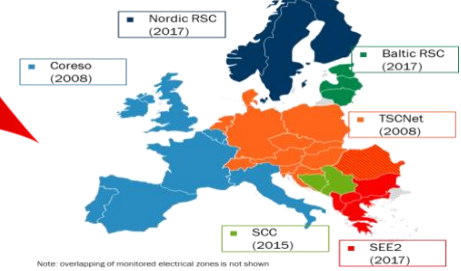 Nordic RSC
(2017)
Baltic RSC
(2017)
Coreso
(2008)
TSCNet
(2008)
SCC
(2015)
SEE2
(2017)
Note: overlapping of monitored electrical zones is not shown